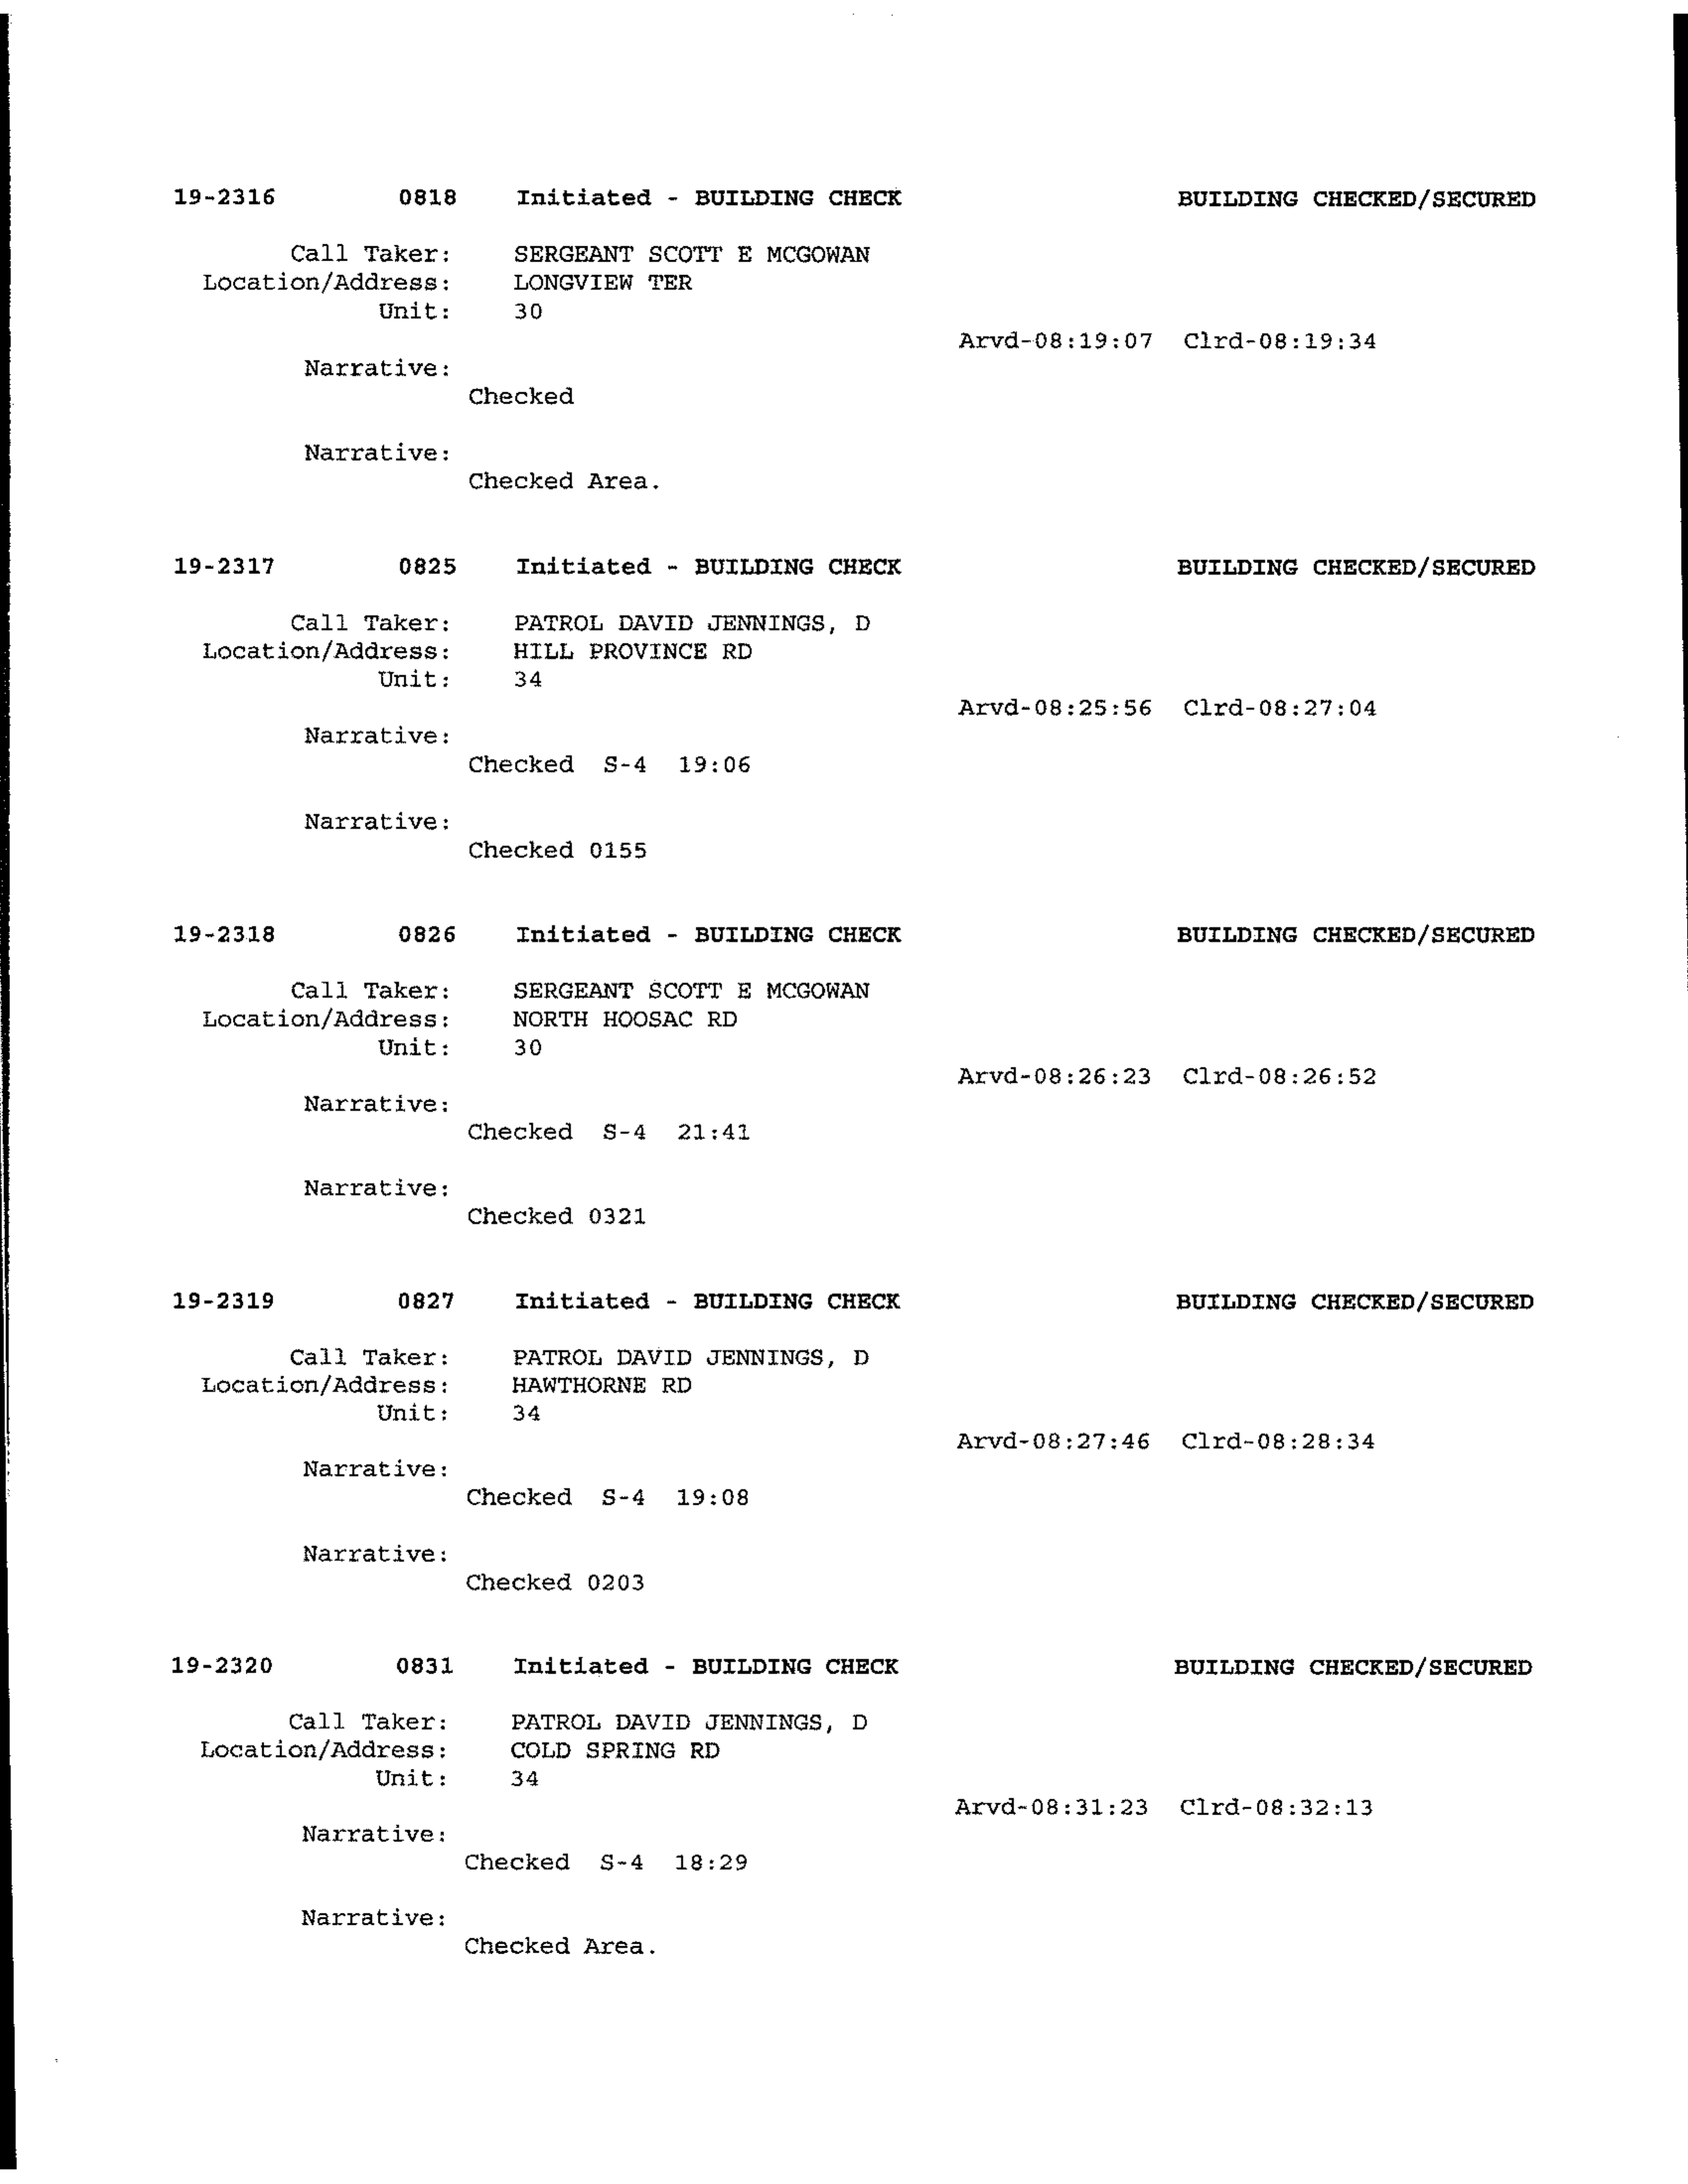 19-2316 0818 Initiated - BUILDING CHECK BUILDING CHECKED/SECURED
Call Taker: SERGEANT SCOTT E MCGOWAN
Location/Address: LONGVIEW TER
Unit: 30
Arvd-08:19:07 Clrd-08:19:34
Narrative:
Checked
Narrative:
Checked Area.
19-2317 0825 Initiated - BUILDING CHECK BUILDING CHECKED/SECURED
Call Taker: PATROL DAVID JENNINGS, D
Location/Address: HILL PROVINCE RD
Unit: 34
Arvd-08:25:56 Clrd-08:27:04
Narrative:
Checked S-4 19:06
Narrative:
Checked 0155
19-2318 0826 Initiated - BUILDING CHECK BUILDING CHECKED/SECURED
Call Taker: SERGEANT SCOTT E MCGOWAN
Location/Address: NORTH HOOSAC RD
Unit: 30
Arvd-08:26:23 Clrd-08:26:52
Narrative:
Checked S-4 21:41
Narrative:
Checked 0321
19-2319 0827 Initiated - BUILDING CHECK BUILDING CHECKED/SECURED
Call Taker: PATROL DAVID JENNINGS, D
Location/Address: HAWTHORNE RD
Unit: 34
Arvd-08:27:46 Clrd-08:28:34
Narrative:
Checked S-4 19:08
Narrative:
Checked 0203
19-2320 0831 Initiated - BUILDING CHECK BUILDING CHECKED/SECURED
Call Taker: PATROL DAVID JENNINGS, D
Location/Address: COLD SPRING RD
Unit: 34
Arvd-08:31:23 Clrd-08:32:13
Narrative:
Checked S-4 18:29
Narrative:
Checked Area.